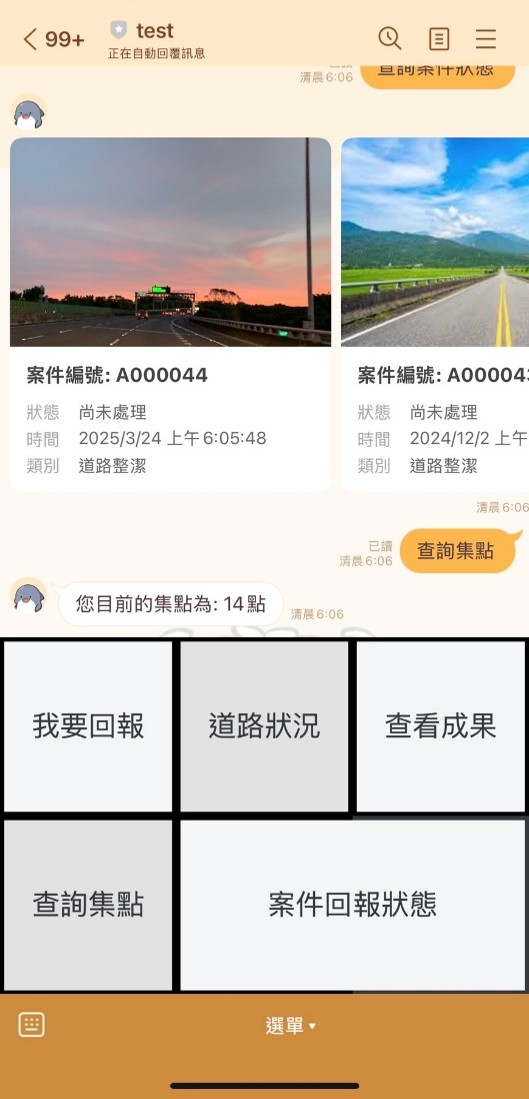 99+
test
正在自動回覆訊息
查詢案件狀態
清晨6:06
案件編號: A000044
狀態 尚未處理
時間 2025/3/24 上午6:05:48
類別 道路整潔
案件編號: A00004
狀態 尚未處理
時間 2024/12/2 上午
類別 道路整潔
清晨6:06
已讀
清晨6:06
查詢集點
您目前的集點為: 14點
清晨6:06
我要回報
道路狀況
查看成果
查詢集點
案件回報狀態
選單